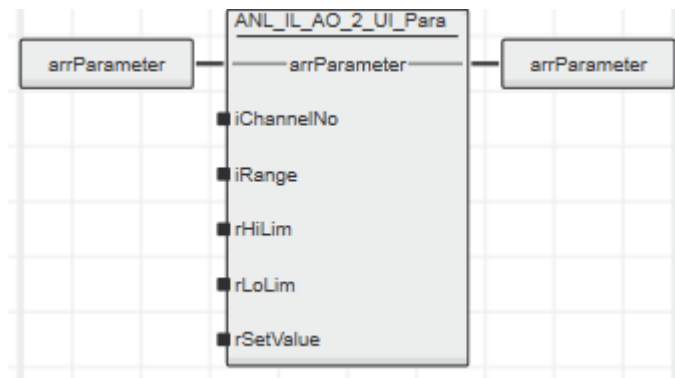 ANL_IL_AO_2_UI_Para
arrParameter arrParameter arrParameter
iChannelNo
iRange
rHiLim
rLoLim
rSetValue